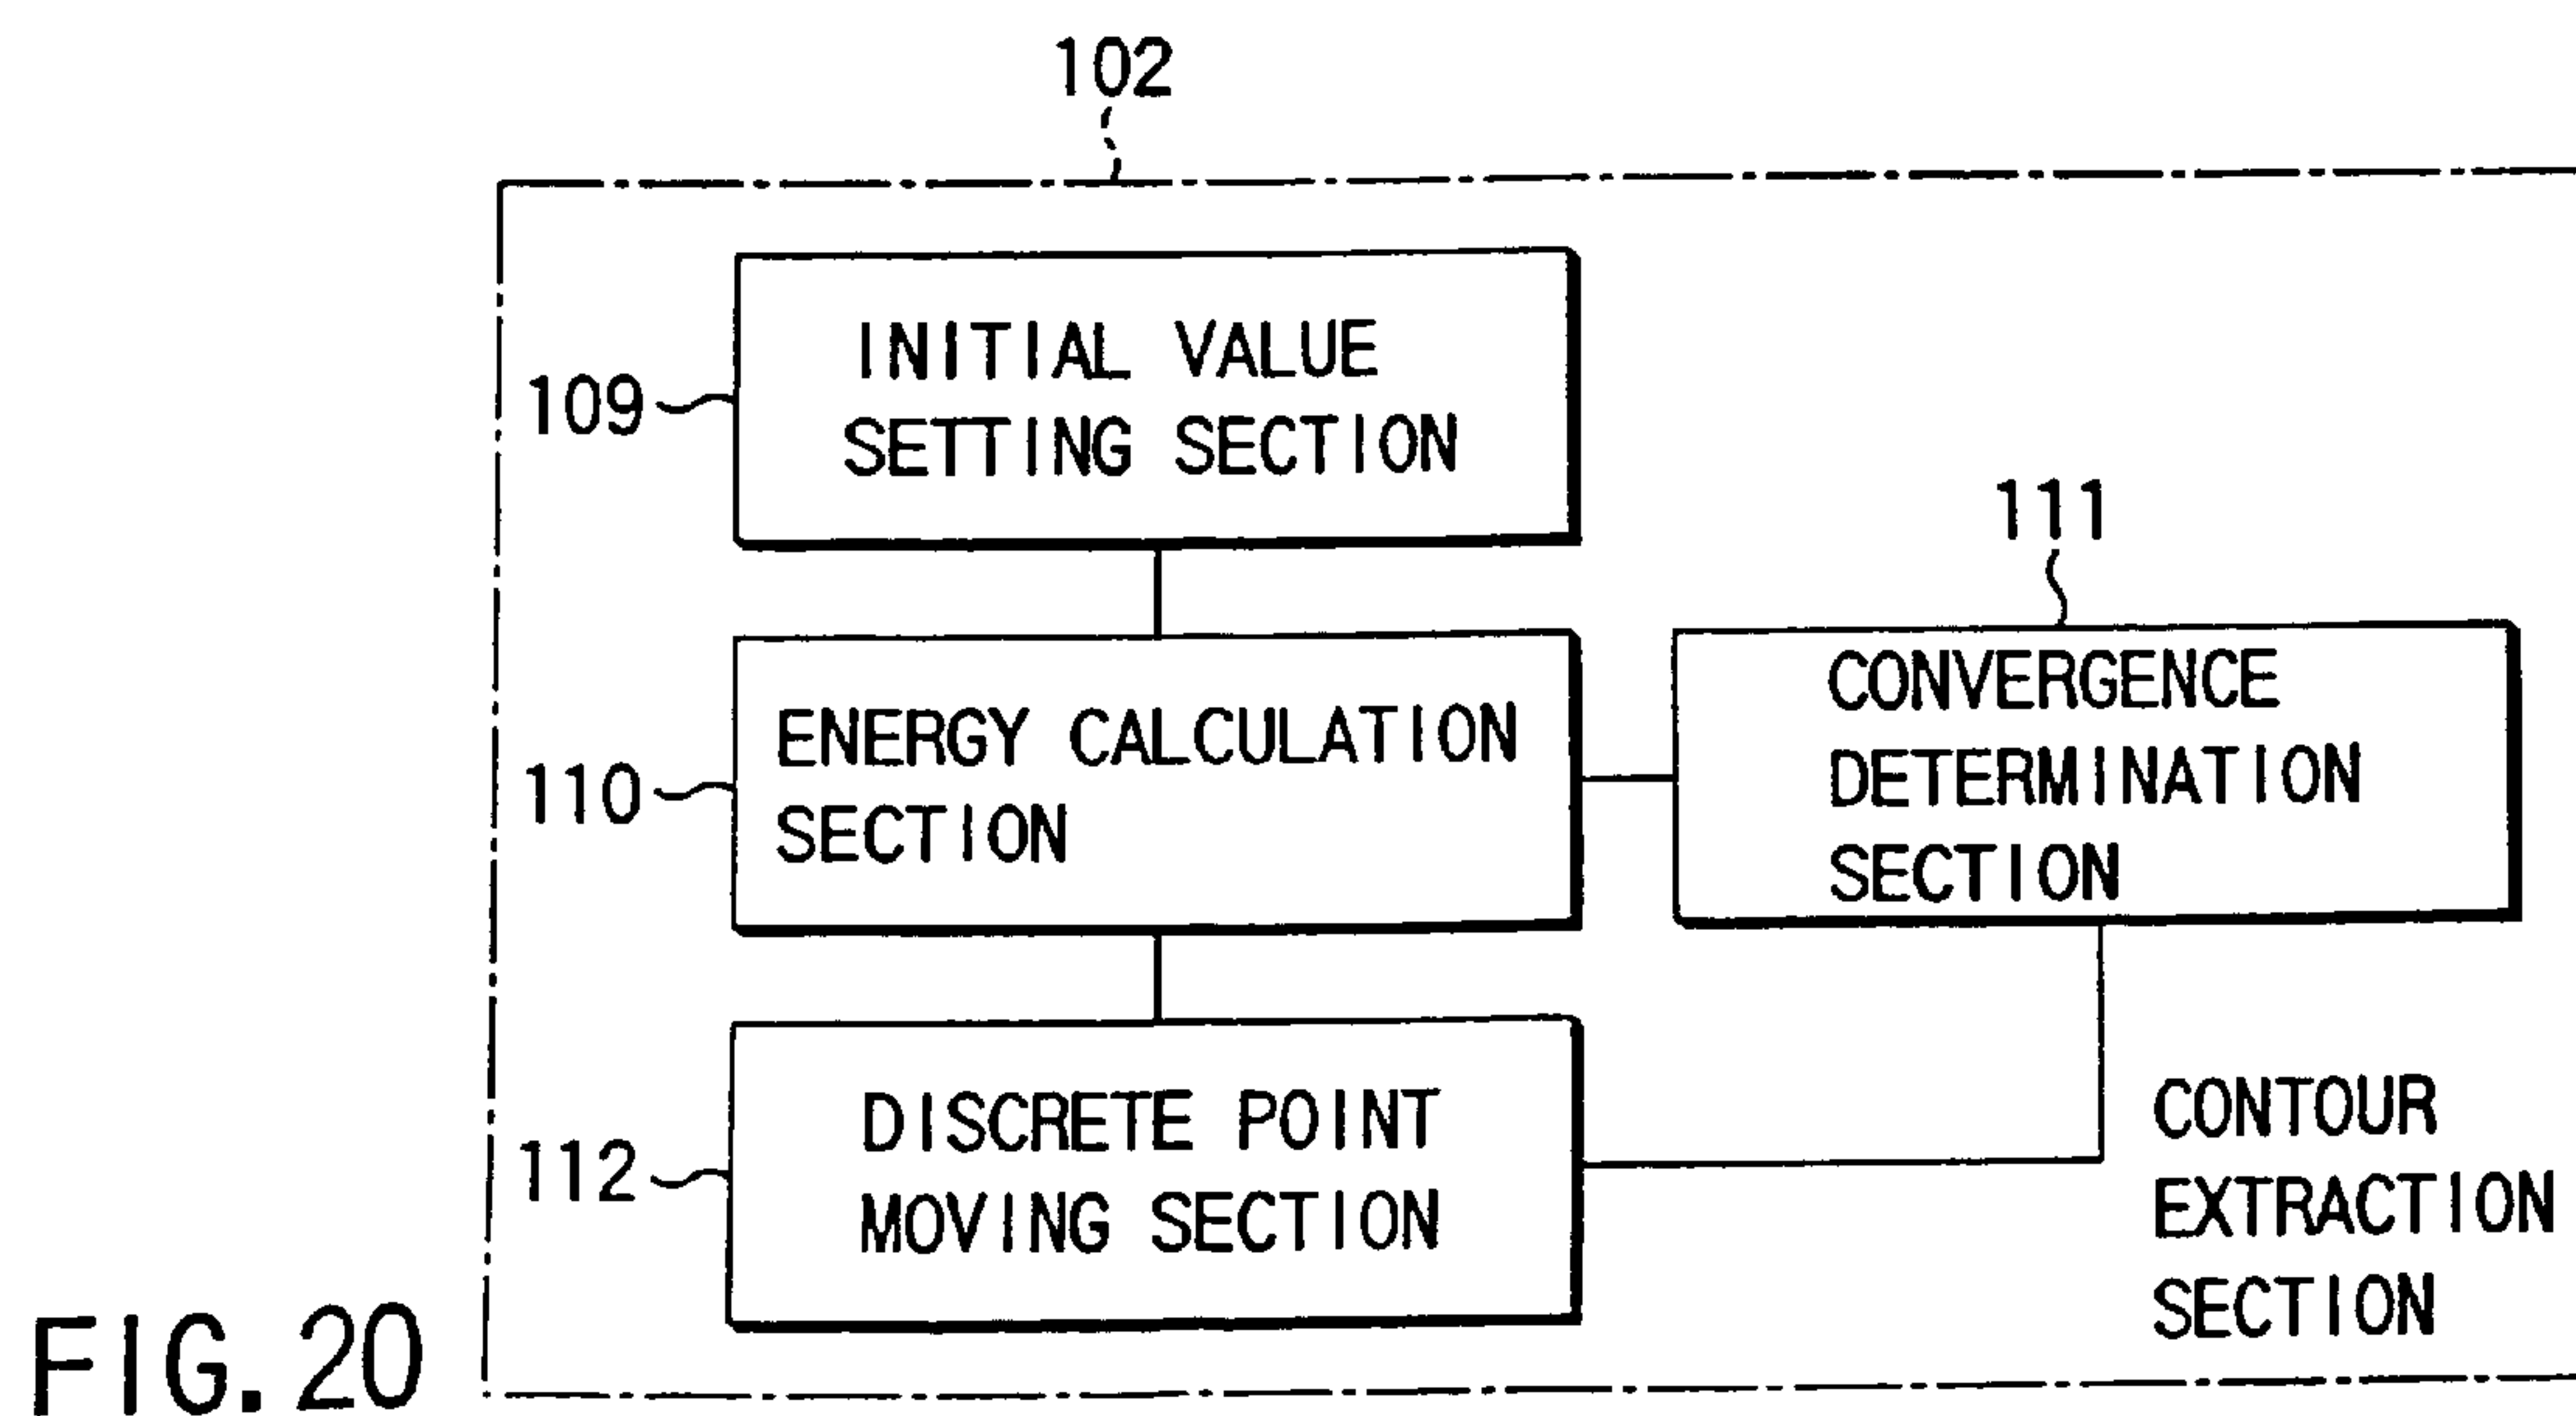 102
INITIAL VALUE
SETTING SECTION
109
111
ENERGY CALCULATION
SECTION
110
CONVERGENCE
DETERMINATION
SECTION
DISCRETE POINT
MOVING SECTION
112
CONTOUR
EXTRACTION
SECTION
FIG. 20